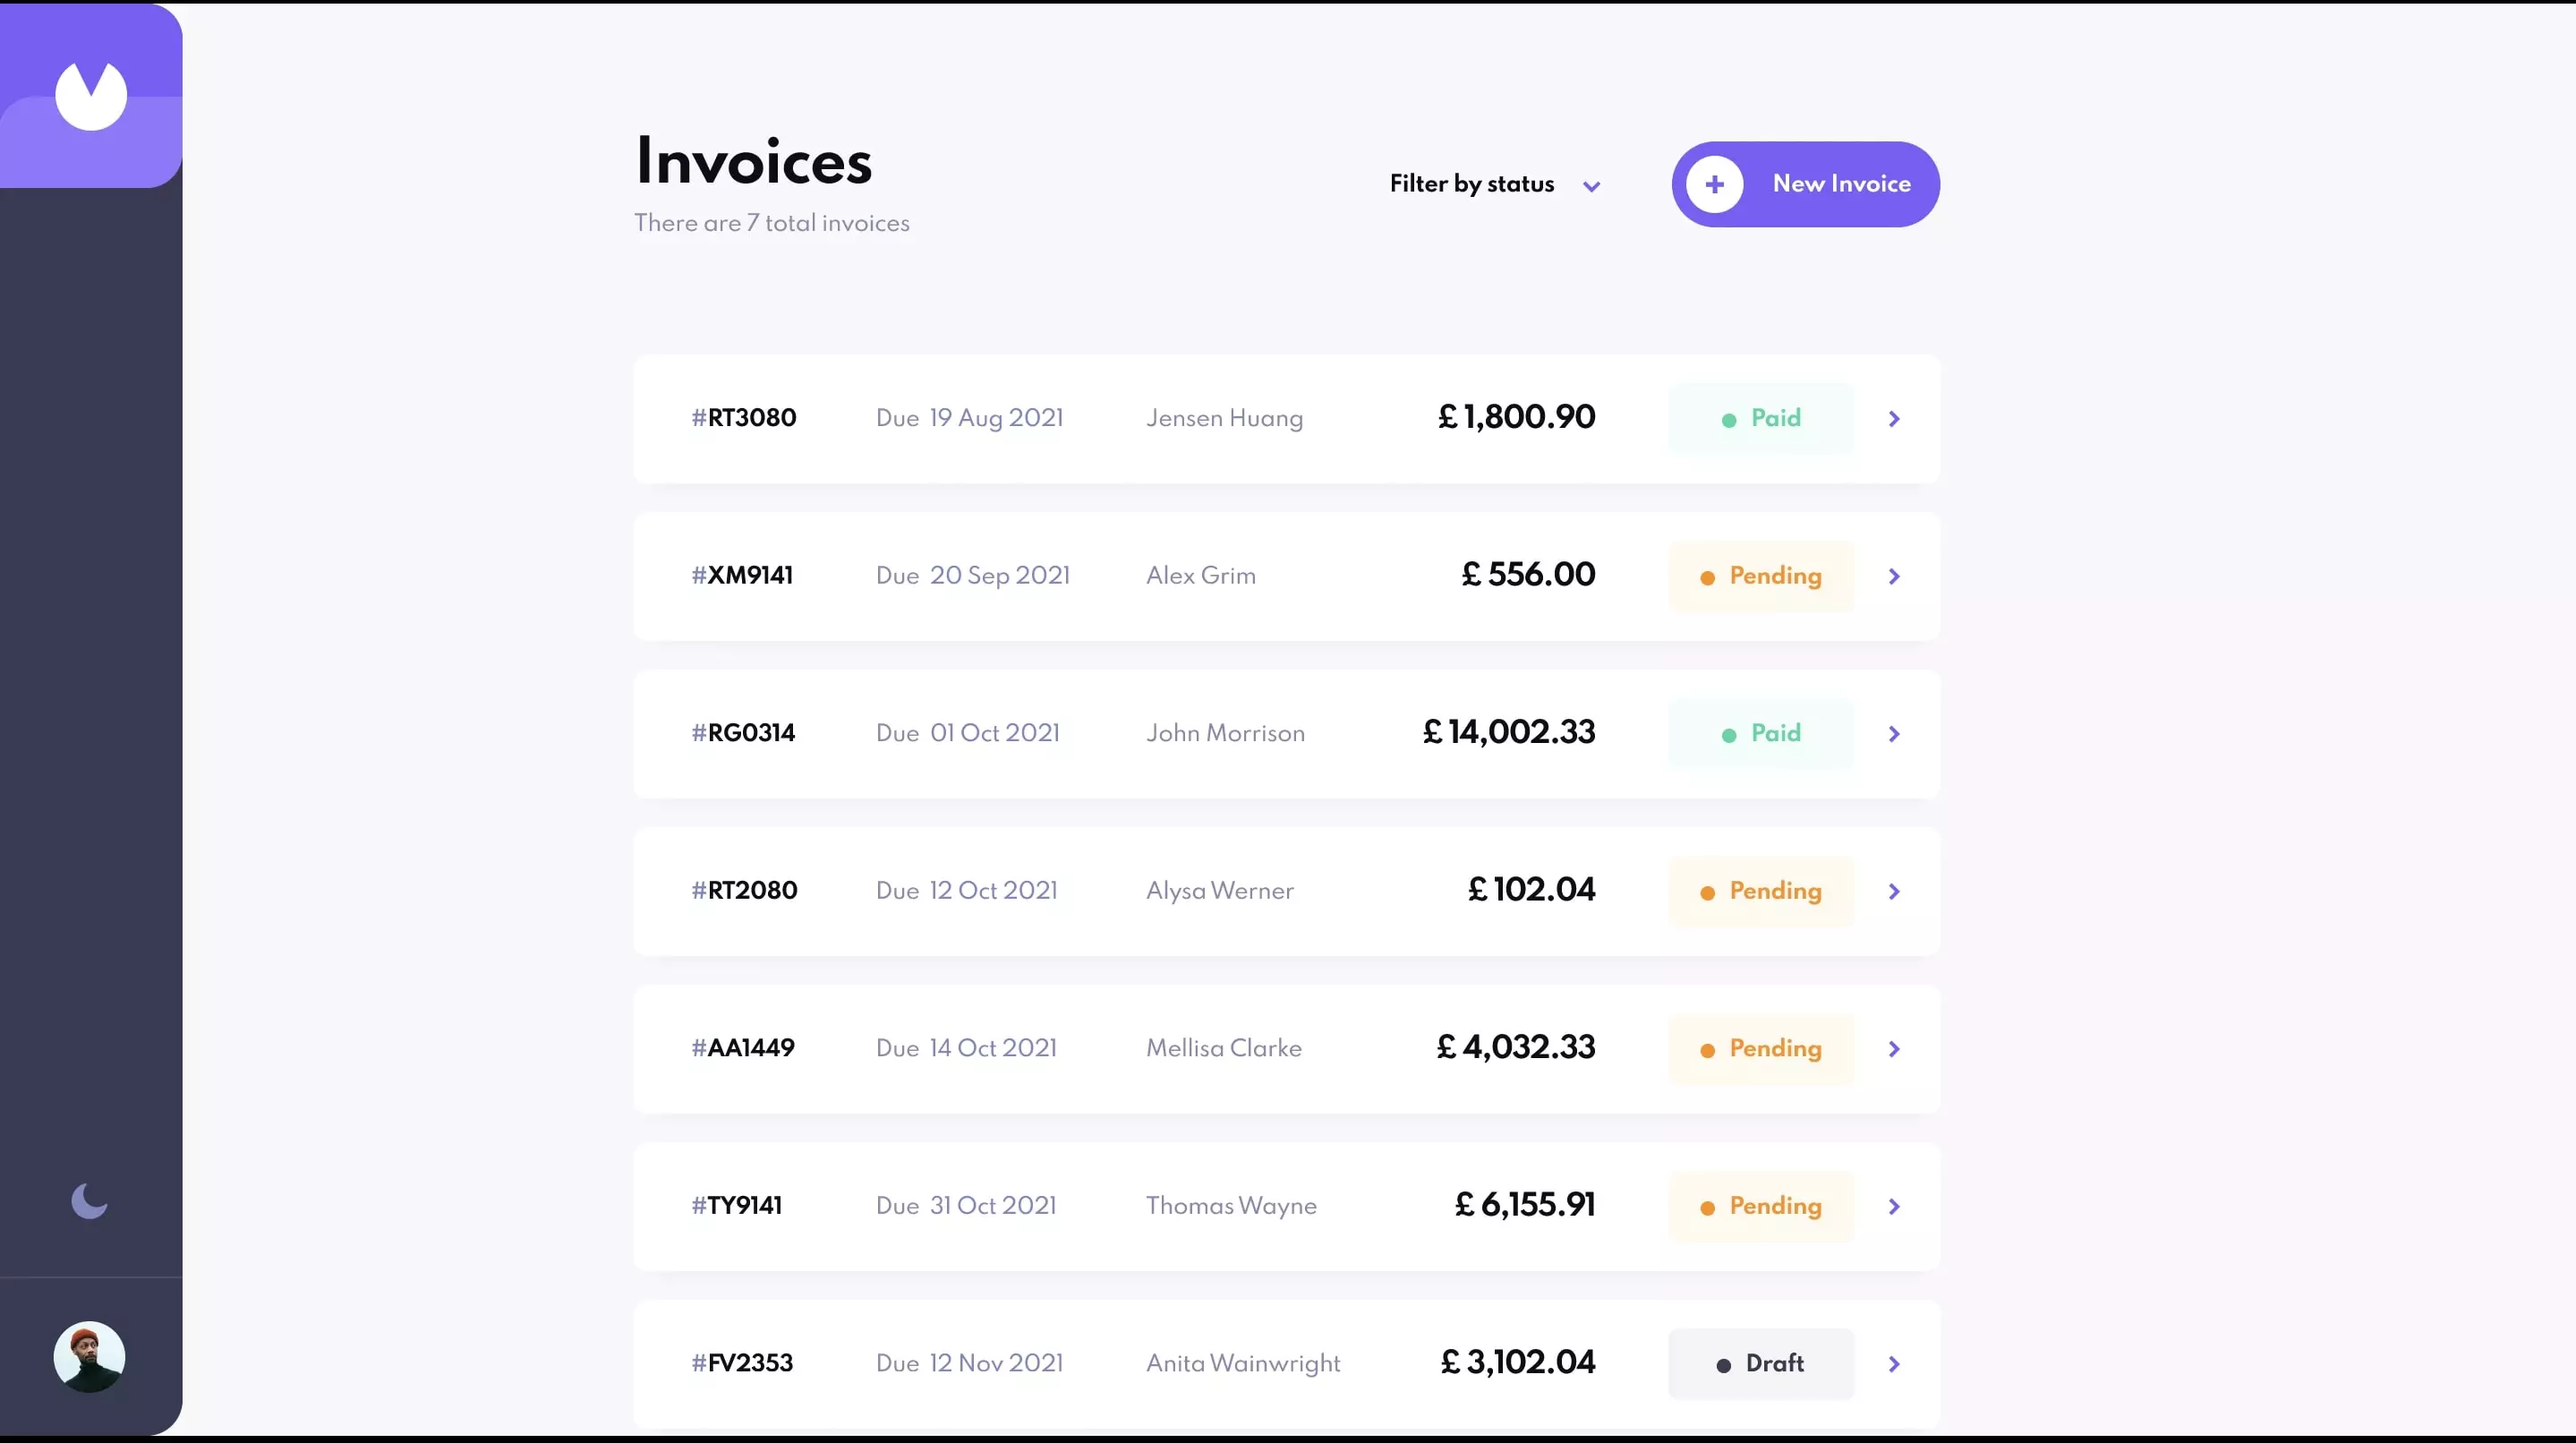 Invoices
There are 7 total invoices
Filter by status
New Invoice
#RT3080 Due 19 Aug 2021 Jensen Huang £ 1,800.90 Paid
#XM9141 Due 20 Sep 2021 Alex Grim £ 556.00 Pending
#RG0314 Due 01 Oct 2021 John Morrison £ 14,002.33 Paid
#RT2080 Due 12 Oct 2021 Alysa Werner £ 102.04 Pending
#AA1449 Due 14 Oct 2021 Mellisa Clarke £ 4,032.33 Pending
#TY9141 Due 31 Oct 2021 Thomas Wayne £ 6,155.91 Pending
#FV2353 Due 12 Nov 2021 Anita Wainwright £ 3,102.04 Draft